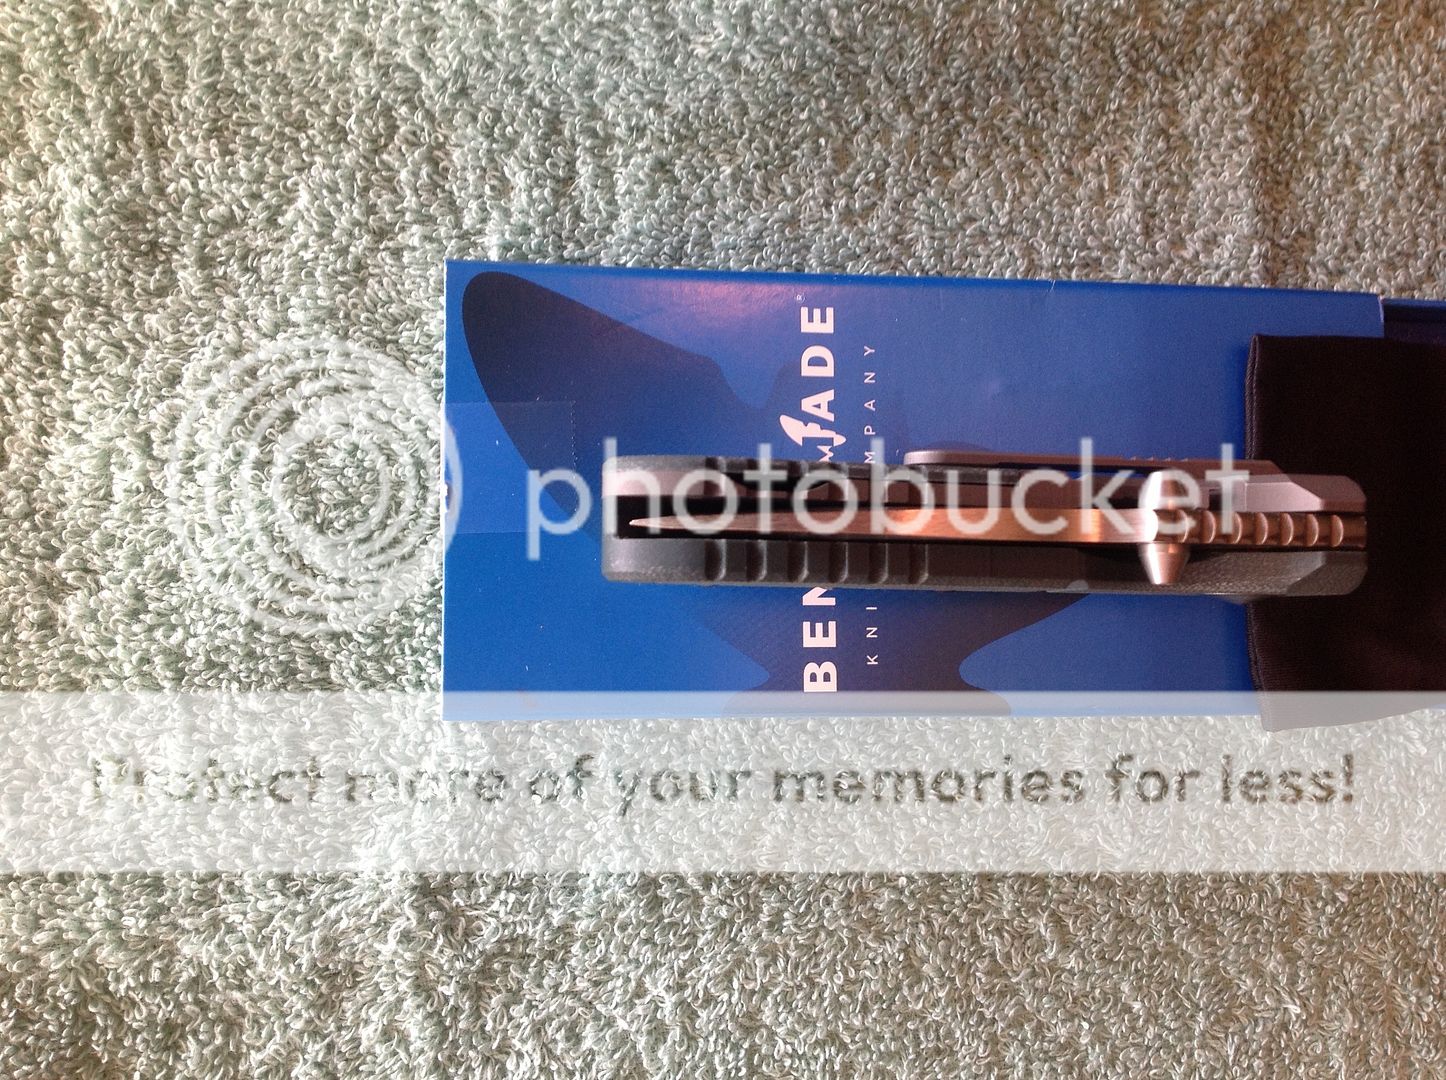 BENCHMADE®
KNIFE COMPANY
photobucket
Protect more of your memories for less!